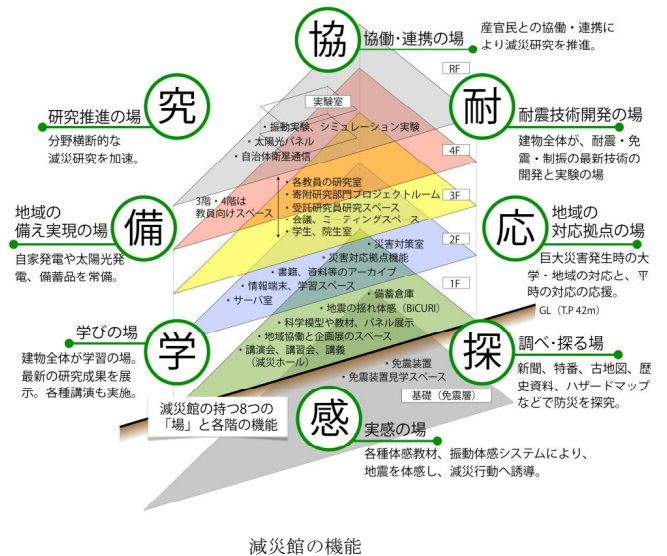 協
協働・連携の場
産官民との協働・連携に
より減災研究を推進。
究
研究推進の場
分野横断的な
減災研究を加速。
耐
耐震技術開発の場
建物全体が、耐震・免
震・制振の最新技術の
開発と実験の場
備
地域の
備え実現の場
自家発電や太陽光発
電、備蓄品を常備。
応
地域の
対応拠点の場
巨大災害発生時の大
学・地域の対応と、平
時の対応の応援。
GL（T.P 42m）
学
学びの場
建物全体が学習の場。
最新の研究成果を展
示。各種講演も実施。
探
調べ・探る場
新聞、特番、古地図、歴
史資料、ハザードマップ
などで防災を探究。
感
実感の場
各種体感教材、振動体感システムにより、
地震を体感し、減災行動へ誘導。
RF
実験室
・振動実験、シミュレーション実験
・太陽光パネル
・自治体衛星通信
4F
3階・4階は
教員向けスペース
・各教員の研究室
・寄附研究部門プロジェクトルーム
・受託研究員研究スペース
・会議、ミーティングスペース
・学生、院生室
3F
2F
・災害対策室
・災害対応拠点機能
・書籍、資料等のアーカイブ
・情報端末、学習スペース
・サーバ室
1F
・備蓄倉庫
・地震の揺れ体感（BiCURI）
・科学模型や教材、パネル展示
・地域協働と企画展のスペース
・講演会、講習会、講義
（減災ホール）
・免震装置
・免震装置見学スペース
基礎（免震層）
減災館の持つ8つの
「場」と各階の機能
減災館の機能